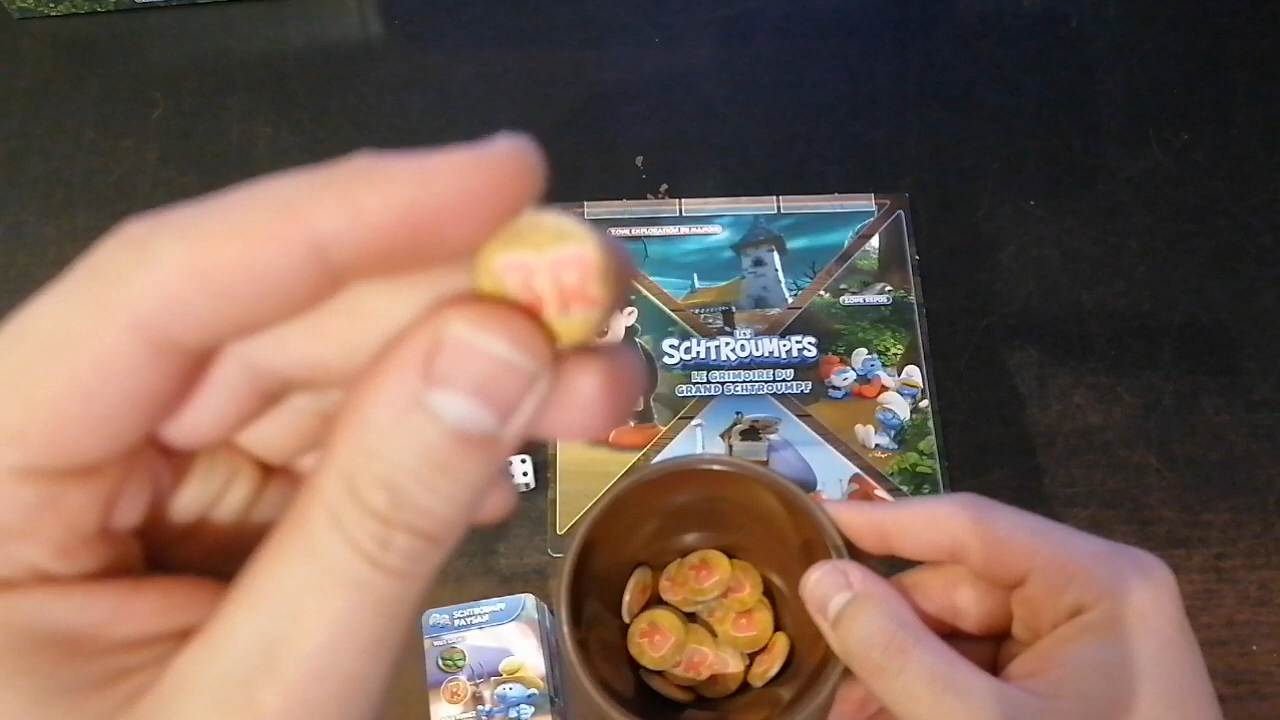 ZONE EXPLORATION DU MANOIR
ZONE REPOS
LES
SCHTROUMPFS
LE GRIMOIRE DU
GRAND SCHTROUMPF
SCHTROUMPF
PAYSAN
R
R
R
R
R